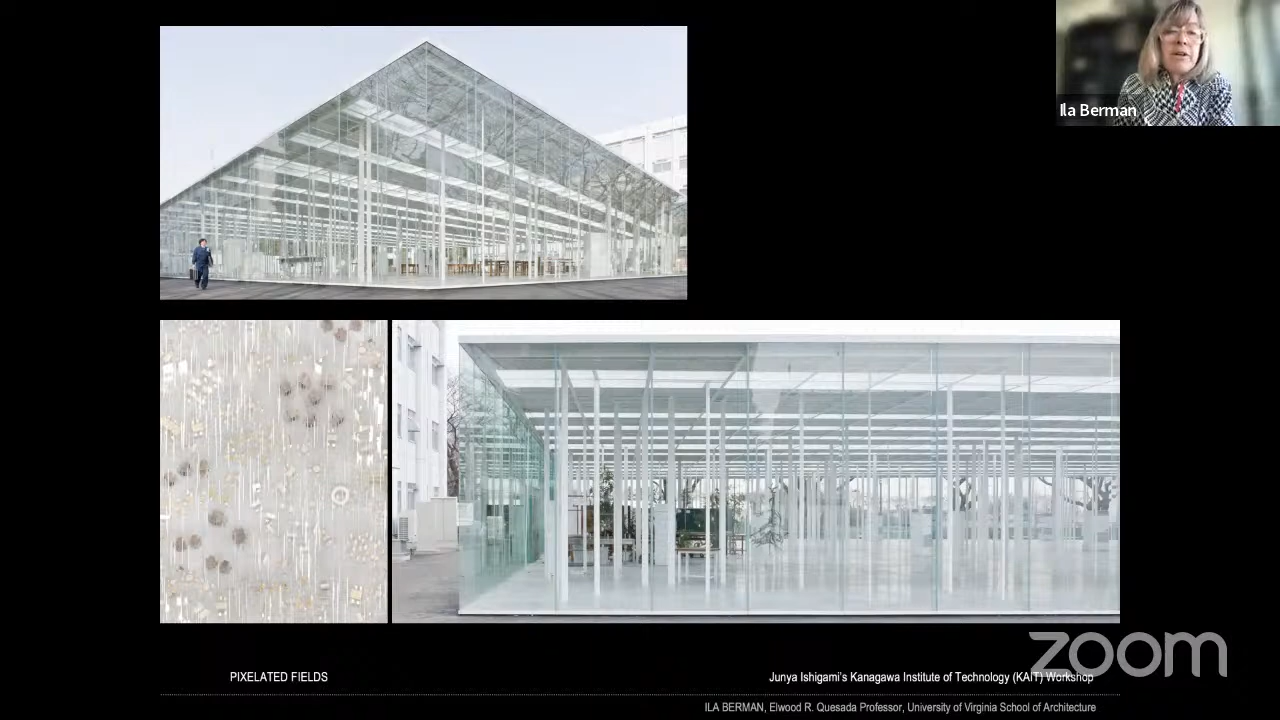 Ila Berman
zoom
PIXELATED FIELDS
Junya Ishigami's Kanagawa Institute of Technology (KAIT) Workshop
ILA BERMAN, Elwood R. Quesada Professor, University of Virginia School of Architecture